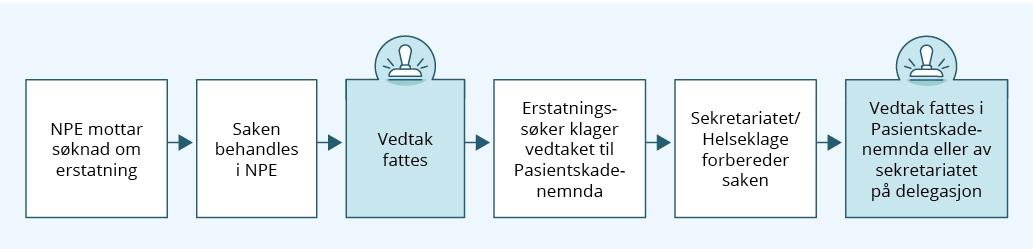 NPE mottar
søknad om
erstatning
Saken
behandles
i NPE
Vedtak
fattes
Erstatnings-
søker klager
vedtaket til
Pasientskade-
nemnda
Sekretariatet/
Helseklage
forbereder
saken
Vedtak fattes i
Pasientskade-
nemnda eller av
sekretariatet
på delegasjon